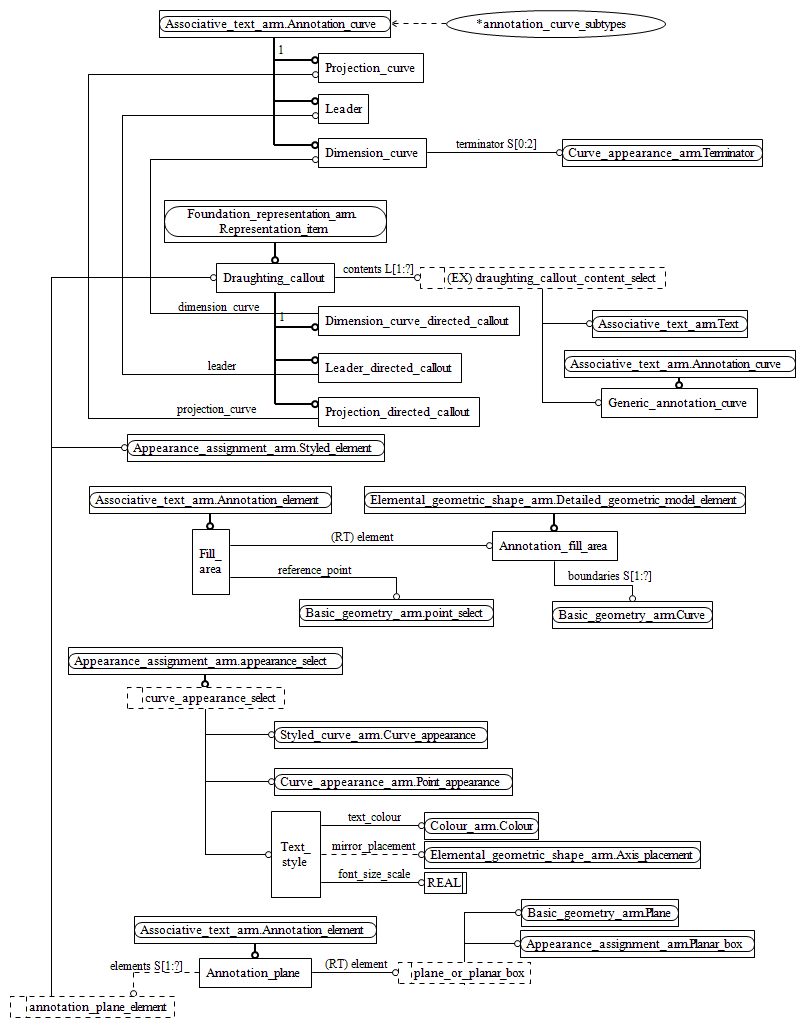 Associative_text_arm.Annotation_curve
*annotation_curve_subtypes
1
Projection_curve
Leader
Dimension_curve
terminator S[0:2]
Curve_appearance_arm.Terminator
Foundation_representation_arm.
Representation_item
Draughting_callout
contents L[1:?]
(EX) draughting_callout_content_select
dimension_curve
1
Dimension_curve_directed_callout
Associative_text_arm.Text
leader
Leader_directed_callout
Associative_text_arm.Annotation_curve
projection_curve
Projection_directed_callout
Generic_annotation_curve
Appearance_assignment_arm.Styled_element
Associative_text_arm.Annotation_element
Elemental_geometric_shape_arm.Detailed_geometric_model_element
Fill_
area
(RT) element
Annotation_fill_area
reference_point
boundaries S[1:?]
Basic_geometry_arm.point_select
Basic_geometry_arm.Curve
Appearance_assignment_arm.appearance_select
curve_appearance_select
Styled_curve_arm.Curve_appearance
Curve_appearance_arm.Point_appearance
Text_
style
text_colour
Colour_arm.Colour
mirror_placement
Elemental_geometric_shape_arm.Axis_placement
font_size_scale
REAL
Basic_geometry_arm.Plane
Associative_text_arm.Annotation_element
Appearance_assignment_arm.Planar_box
elements S[1:?]
Annotation_plane
(RT) element
plane_or_planar_box
annotation_plane_element